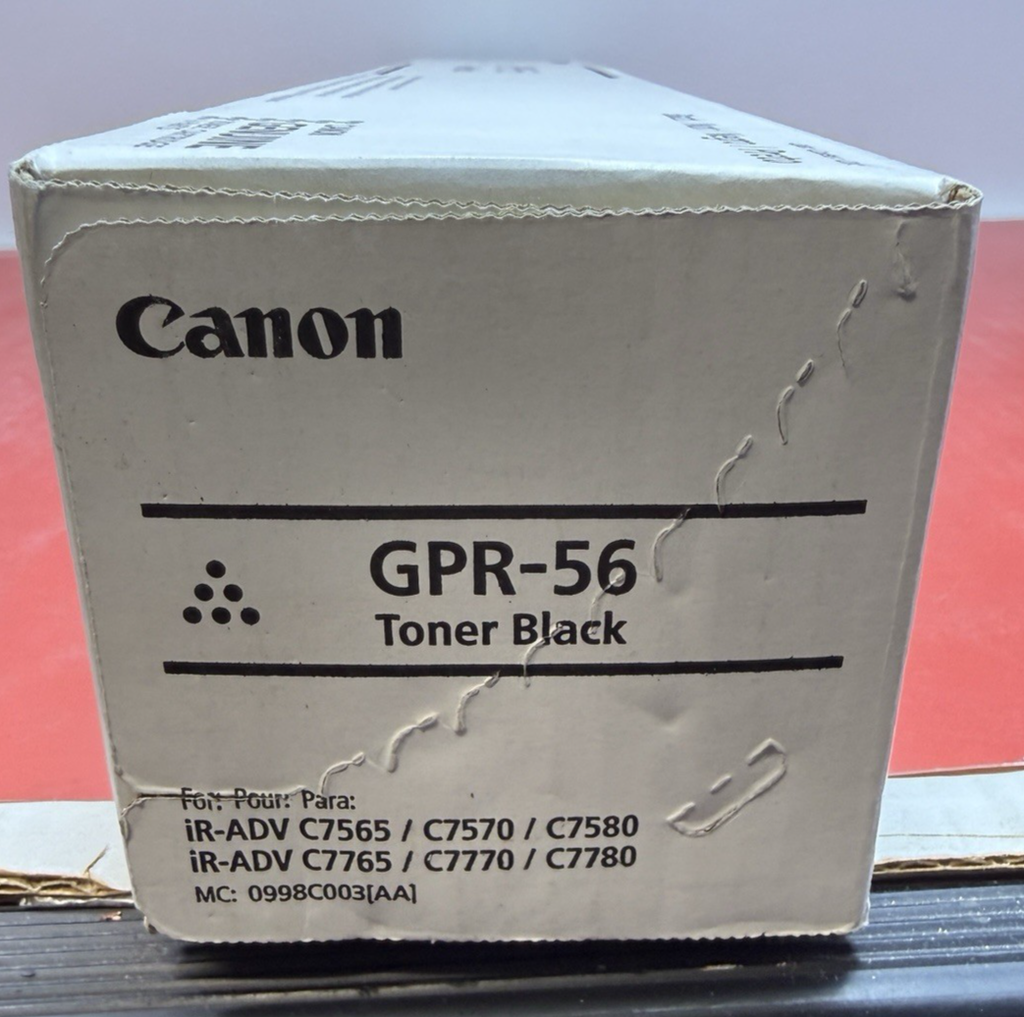 Canon
GPR-56
Toner Black
For: Pour: Para:
iR-ADV C7565 / C7570 / C7580
iR-ADV C7765 / C7770 / C7780
MC: 0998C003[AA]